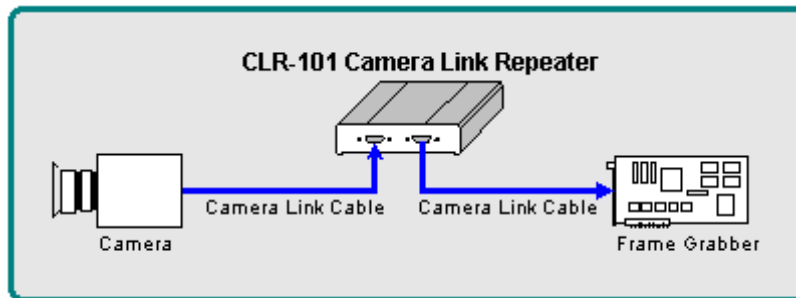 CLR-101 Camera Link Repeater
Camera Link Cable
Camera Link Cable
Camera
Frame Grabber